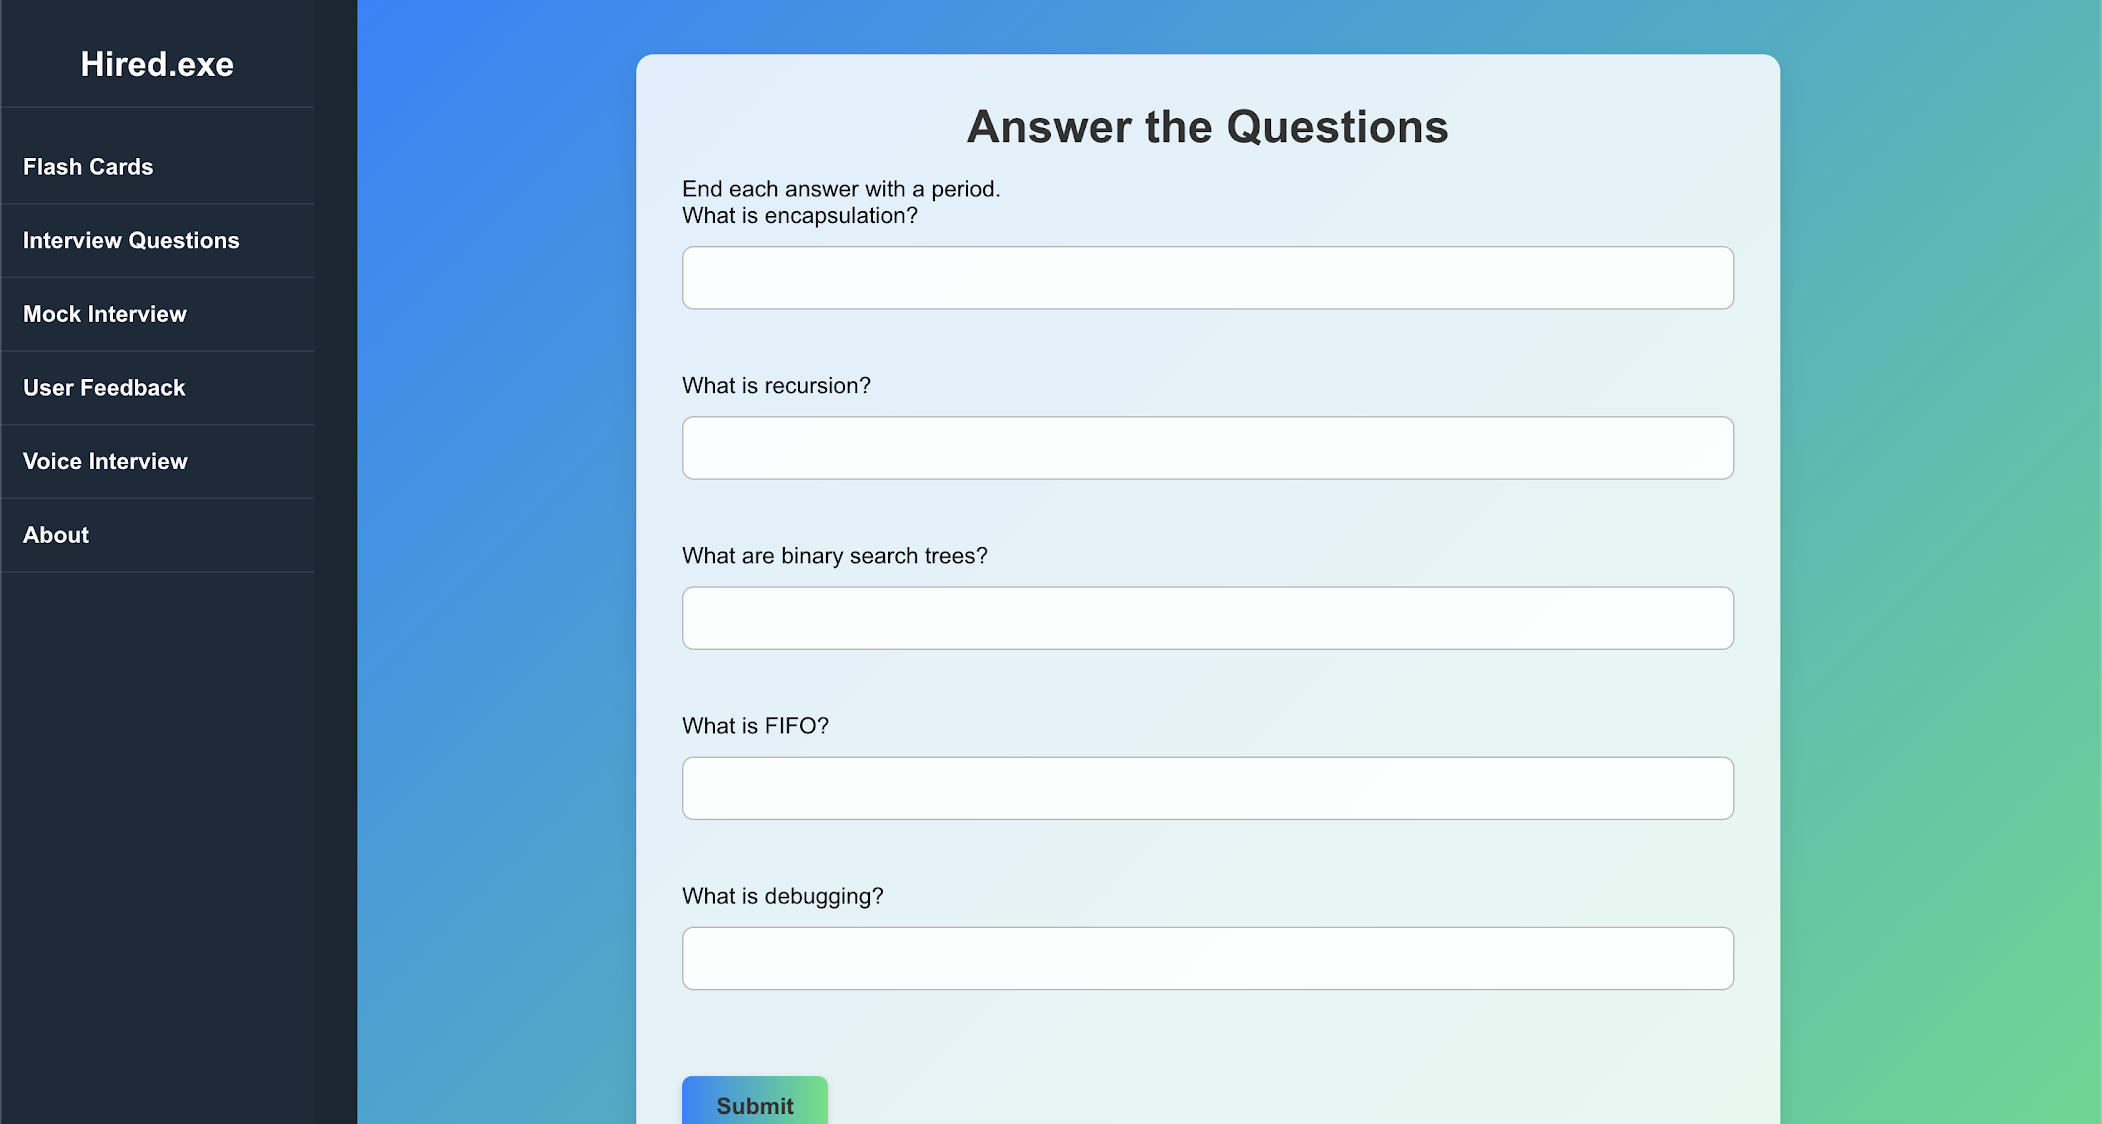 Hired.exe
Flash Cards
Interview Questions
Mock Interview
User Feedback
Voice Interview
About
Answer the Questions
End each answer with a period.
What is encapsulation?
What is recursion?
What are binary search trees?
What is FIFO?
What is debugging?
Submit